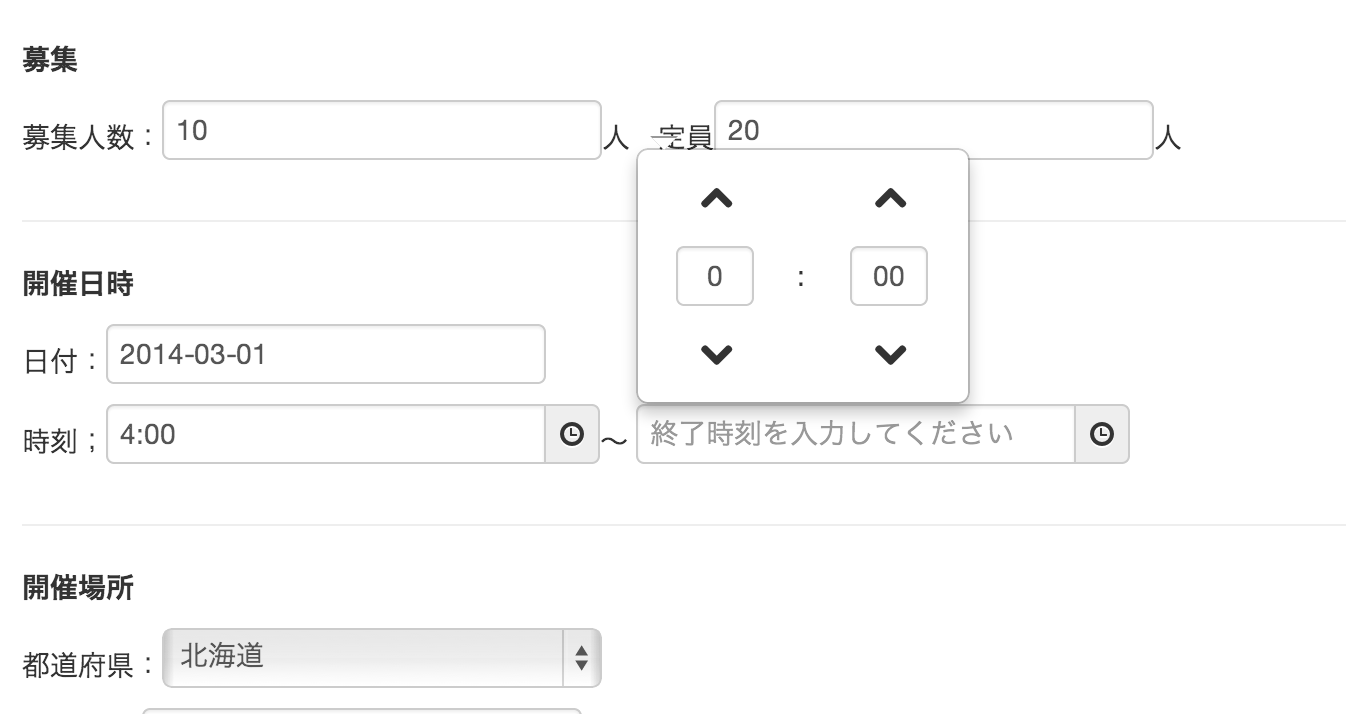 募集
募集人数： 10 人 定員 20 人
0 : 00
開催日時
日付： 2014-03-01
時刻； 4:00 〜 終了時刻を入力してください
開催場所
都道府県： 北海道